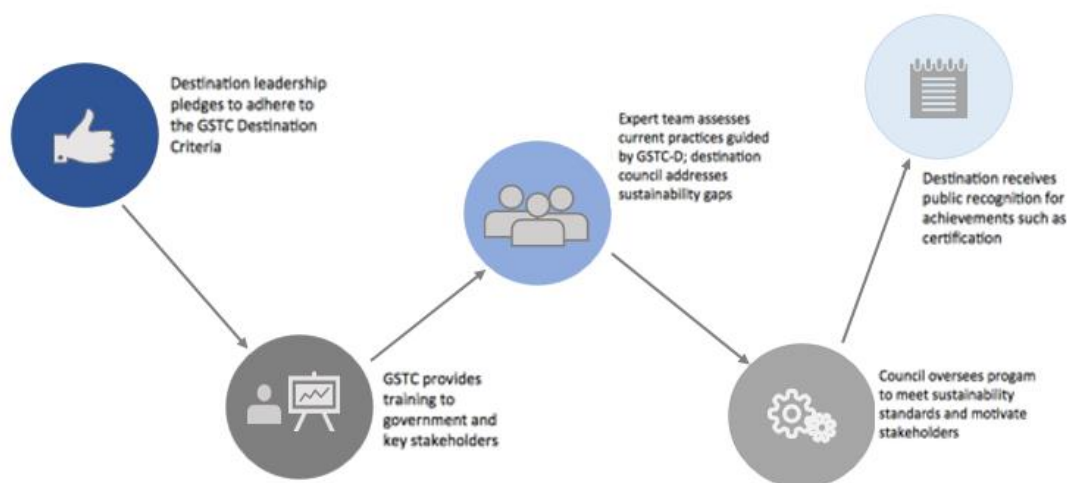 Destination leadership
pledges to adhere to
the GSTC Destination
Criteria
GSTC provides
training to
government and
key stakeholders
Expert team assesses
current practices guided
by GSTC-D; destination
council addresses
sustainability gaps
Council oversees progam
to meet sustainability
standards and motivate
stakeholders
Destination receives
public recognition for
achievements such as
certification